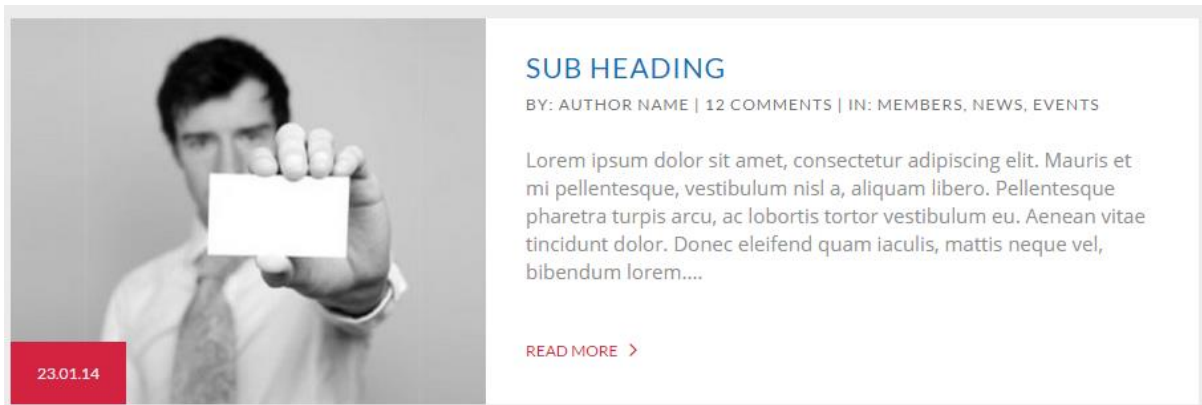 SUB HEADING
BY: AUTHOR NAME | 12 COMMENTS | IN: MEMBERS, NEWS, EVENTS
Lorem ipsum dolor sit amet, consectetur adipiscing elit. Mauris et
mi pellentesque, vestibulum nisl a, aliquam libero. Pellentesque
pharetra turpis arcu, ac lobortis tortor vestibulum eu. Aenean vitae
tincidunt dolor. Donec eleifend quam iaculis, mattis neque vel,
bibendum lorem....
READ MORE >
23.01.14